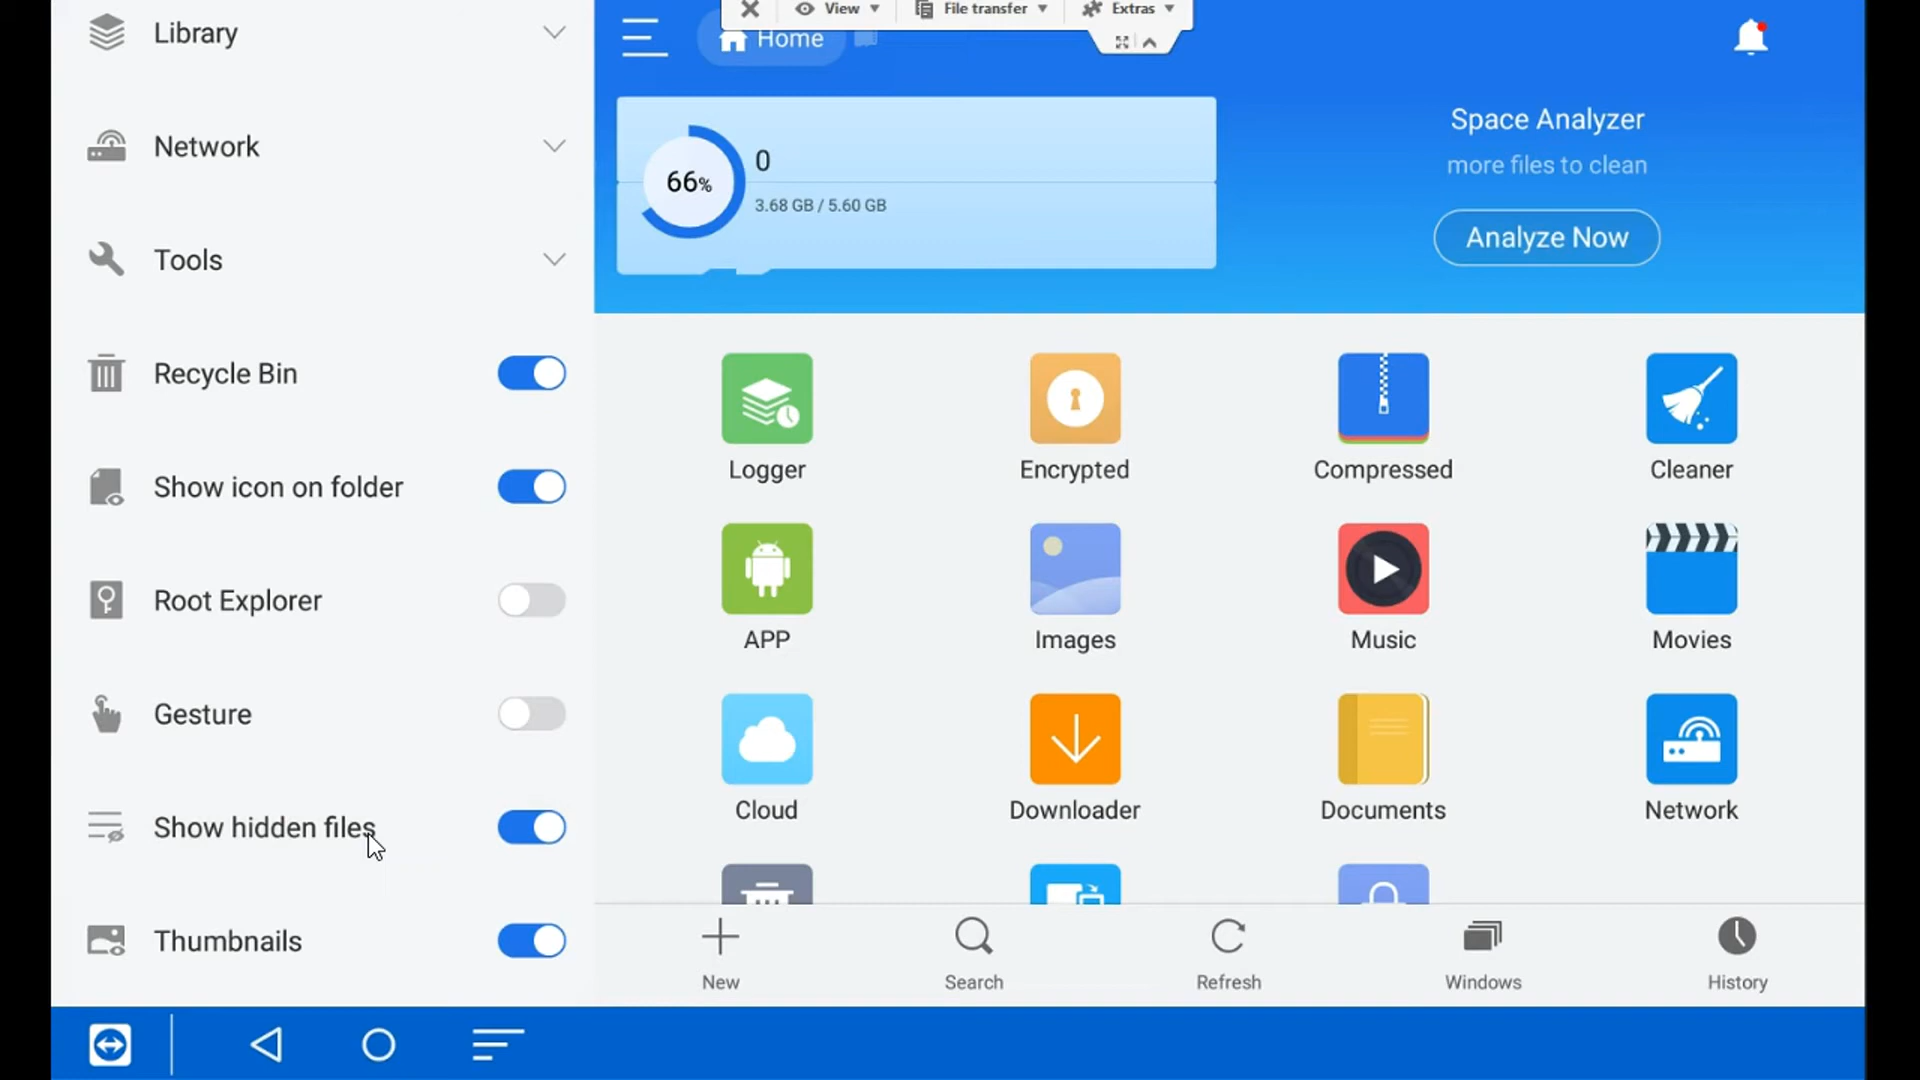 View
File transfer
Extras
Library
Network
Tools
Recycle Bin
Show icon on folder
Root Explorer
Gesture
Show hidden files
Thumbnails
Home
66%
0
3.68 GB / 5.60 GB
Space Analyzer
more files to clean
Analyze Now
Logger
Encrypted
Compressed
Cleaner
APP
Images
Music
Movies
Cloud
Downloader
Documents
Network
New
Search
Refresh
Windows
History